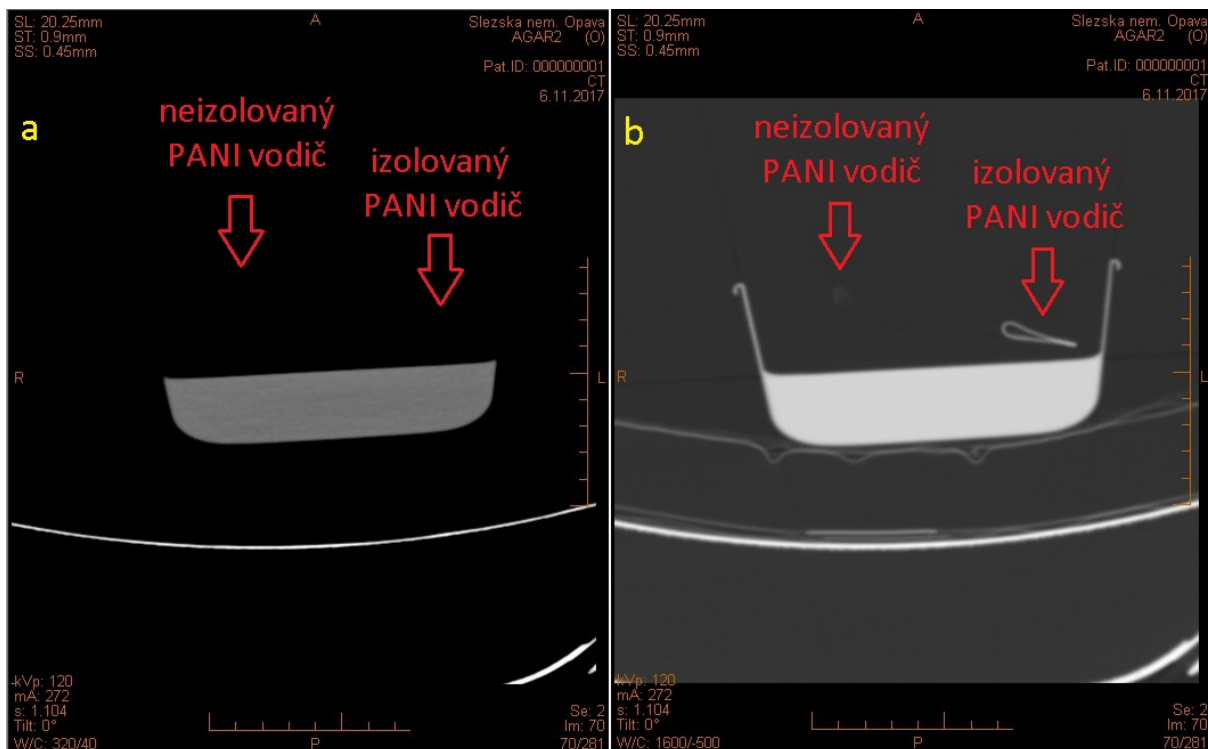 SL: 20.25mm
ST: 0.9mm
SS: 0.45mm
A
Slezska nem. Opava
AGAR2 (O)
Pat.ID: 000000001
CT
6.11.2017
a
neizolovaný
PANI vodič
izolovaný
PANI vodič
R
L
kVp: 120
mA: 272
s: 1.104
Tilt: 0°
W/C: 320/40
P
Se: 2
Im: 70
70/281
SL: 20.25mm
ST: 0.9mm
SS: 0.45mm
A
Slezska nem. Opava
AGAR2 (O)
Pat.ID: 000000001
CT
6.11.2017
b
neizolovaný
PANI vodič
izolovaný
PANI vodič
R
L
kVp: 120
mA: 272
s: 1.104
Tilt: 0°
W/C: 1600/-500
P
Se: 2
Im: 70
70/281